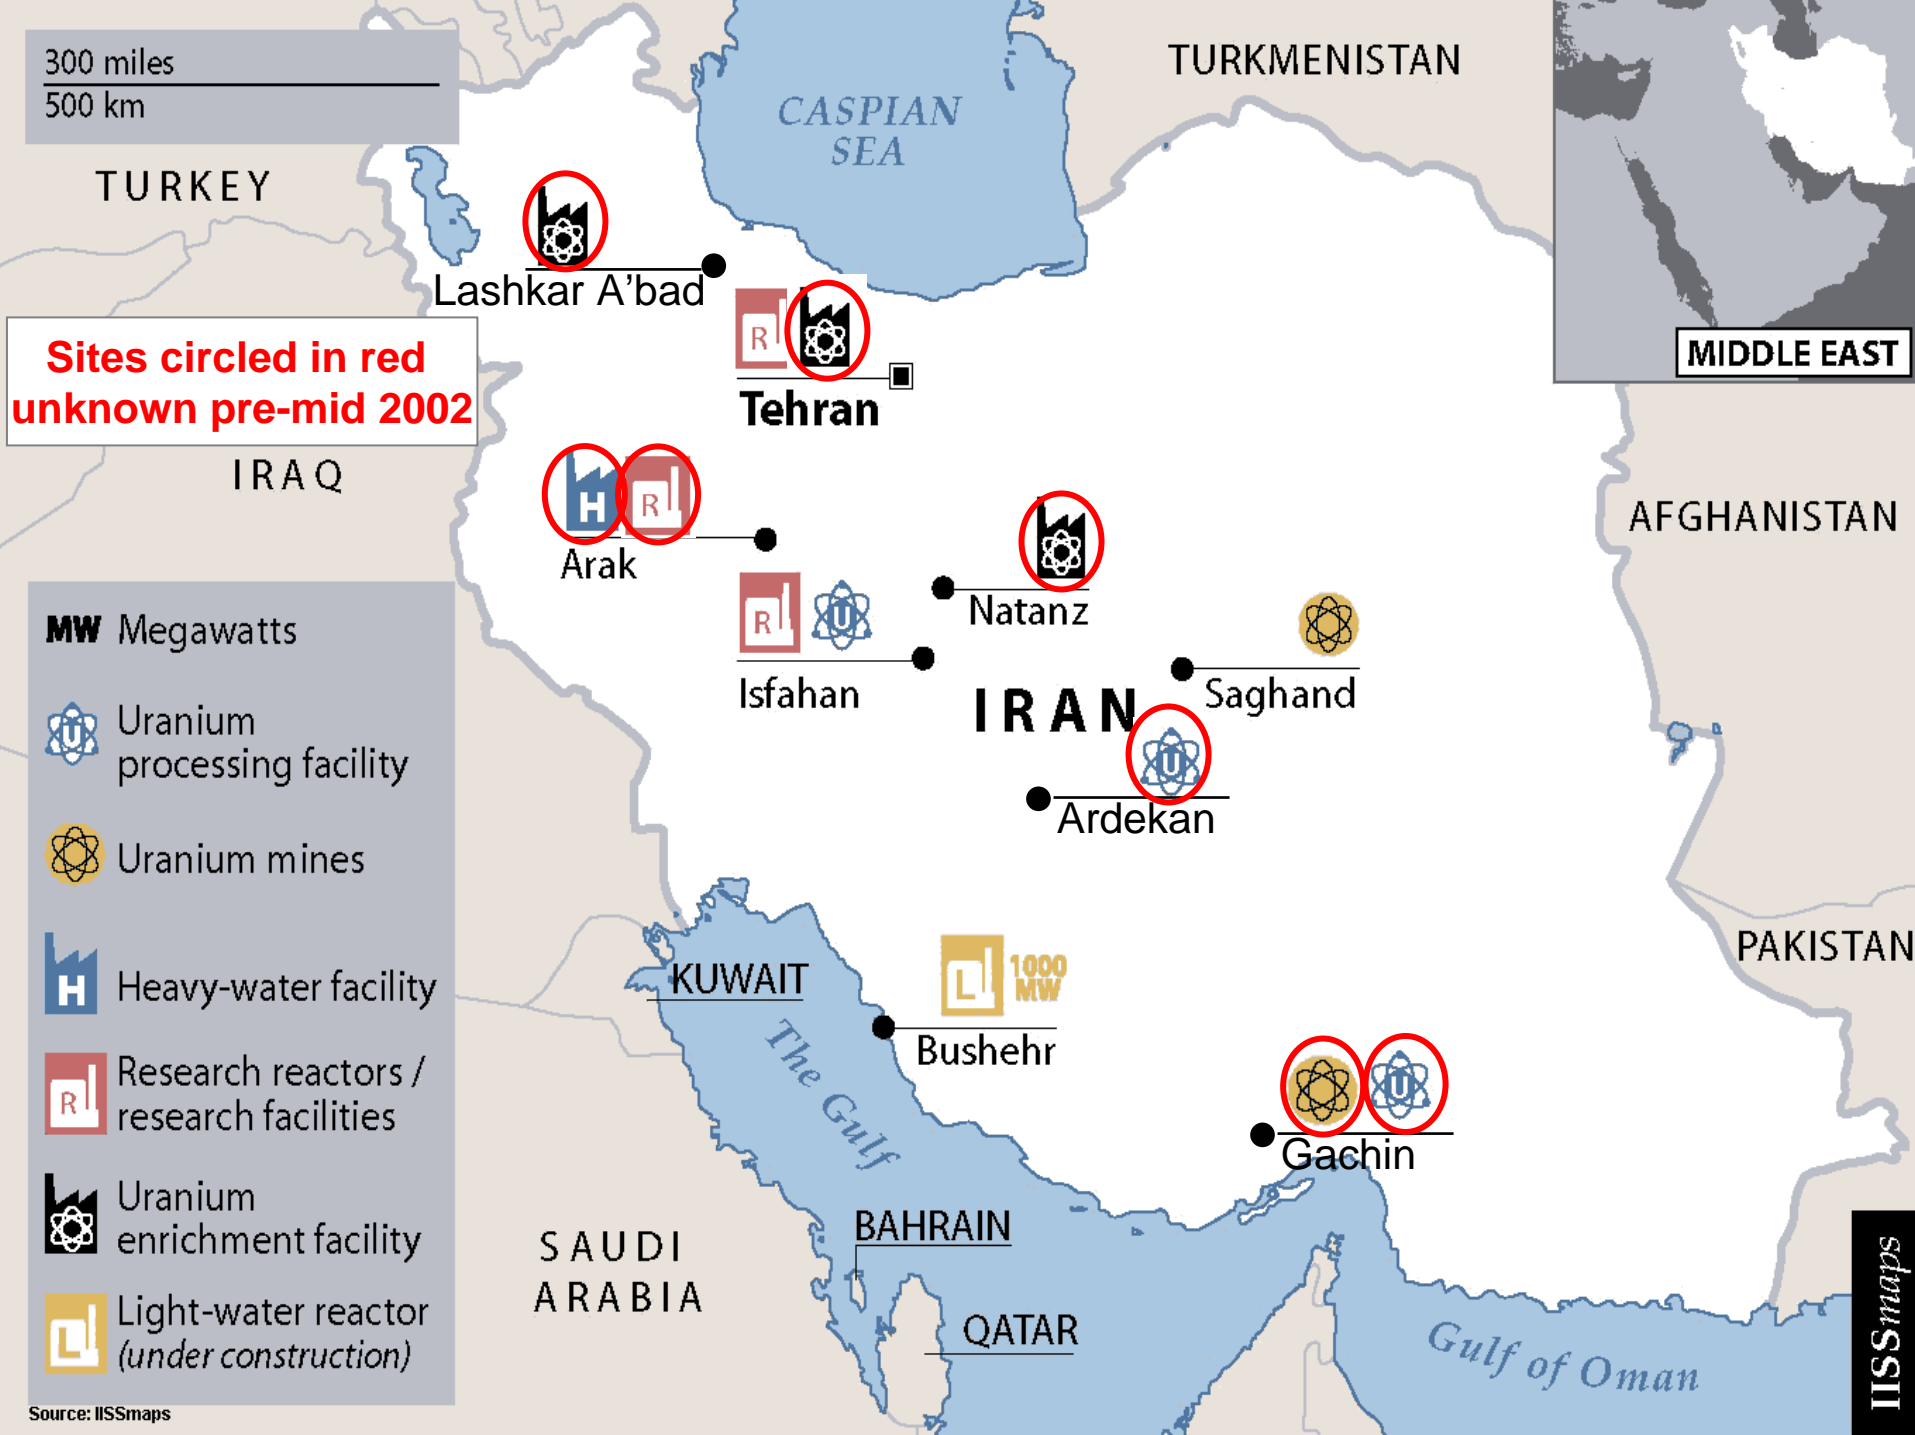 300 miles
500 km
TURKMENISTAN
CASPIAN
SEA
TURKEY
MIDDLE EAST
Lashkar A'bad
R
Tehran
Sites circled in red
unknown pre-mid 2002
IRAQ
H
R
Arak
AFGHANISTAN
Natanz
R
U
Isfahan
Saghand
IRAN
U
Ardekan
MW Megawatts
U
Uranium
processing facility
Uranium mines
H
Heavy-water facility
R
Research reactors /
research facilities
Uranium
enrichment facility
L
Light-water reactor
(under construction)
Source: IISSmaps
PAKISTAN
KUWAIT
L
1000
MW
Bushehr
The Gulf
U
Gachin
SAUDI
ARABIA
BAHRAIN
QATAR
Gulf of Oman
IISSmaps